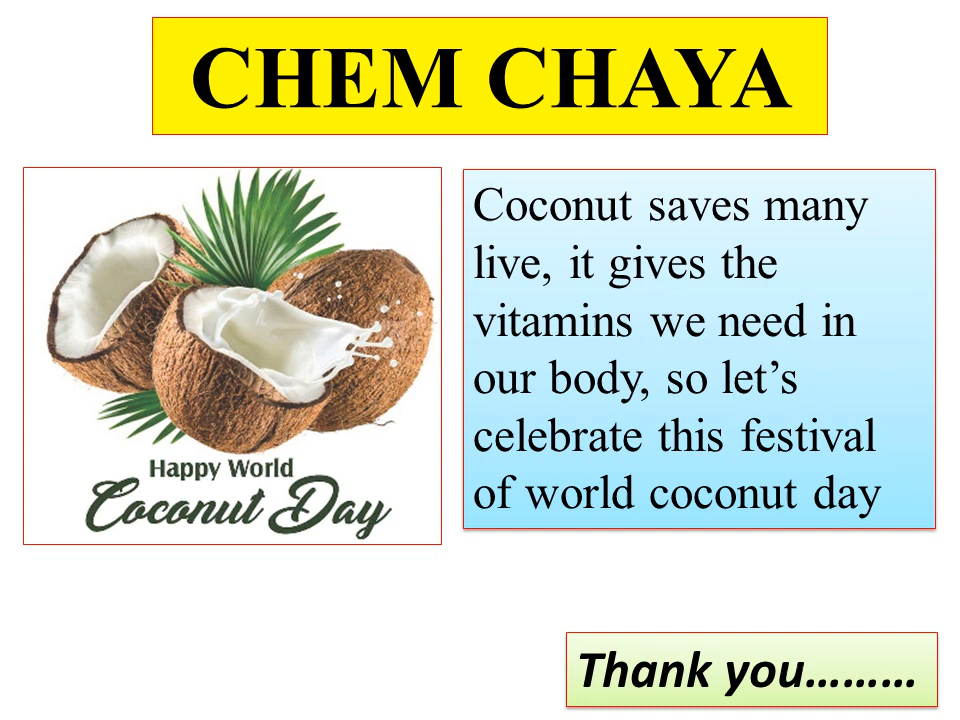 CHEM CHAYA
Happy World
Coconut Day
Coconut saves many
live, it gives the
vitamins we need in
our body, so let’s
celebrate this festival
of world coconut day
Thank you………